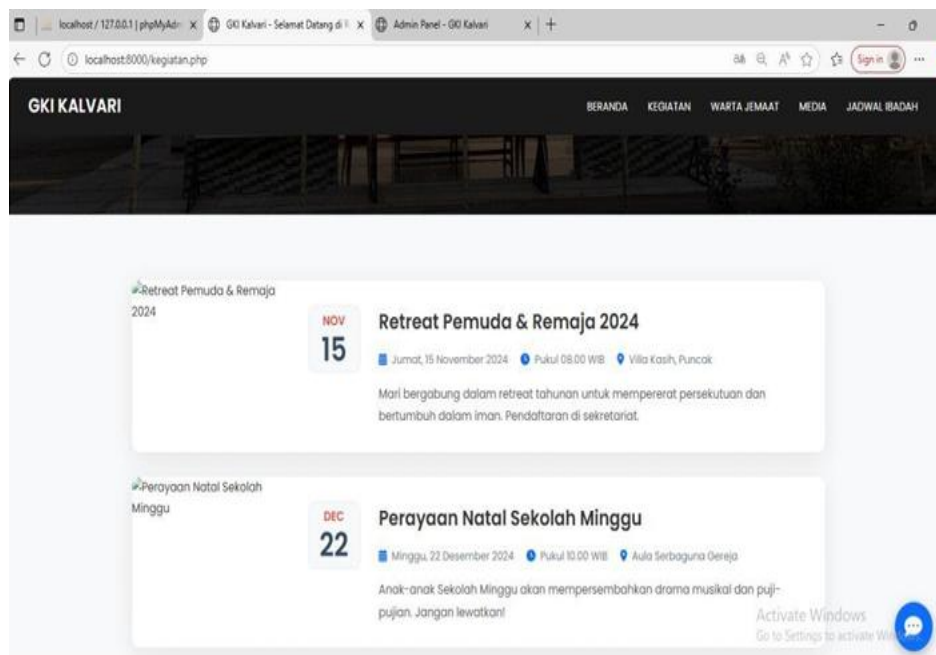 localhost / 127.0.0.1 | phpMyAdm
GKI Kalvari - Selamat Datang di
Admin Panel - GKI Kalvari
localhost:8000/kegiatan.php
Sign in
GKI KALVARI
BERANDA KEGIATAN WARTA JEMAAT MEDIA JADWAL IBADAH
Retreat Pemuda & Remaja
2024
NOV
15
Retreat Pemuda & Remaja 2024
Jumat, 15 November 2024 Pukul 08.00 WIB Villa Kasih, Puncak
Mari bergabung dalam retreat tahunan untuk mempererat persekutuan dan
bertumbuh dalam iman. Pendaftaran di sekretariat.
Perayaan Natal Sekolah
Minggu
DEC
22
Perayaan Natal Sekolah Minggu
Minggu, 22 Desember 2024 Pukul 10.00 WIB Aula Serbaguna Gereja
Anak-anak Sekolah Minggu akan mempersembahkan drama musikal dan puji-
pujian. Jangan lewatkan!
Activate Windows
Go to Settings to activate